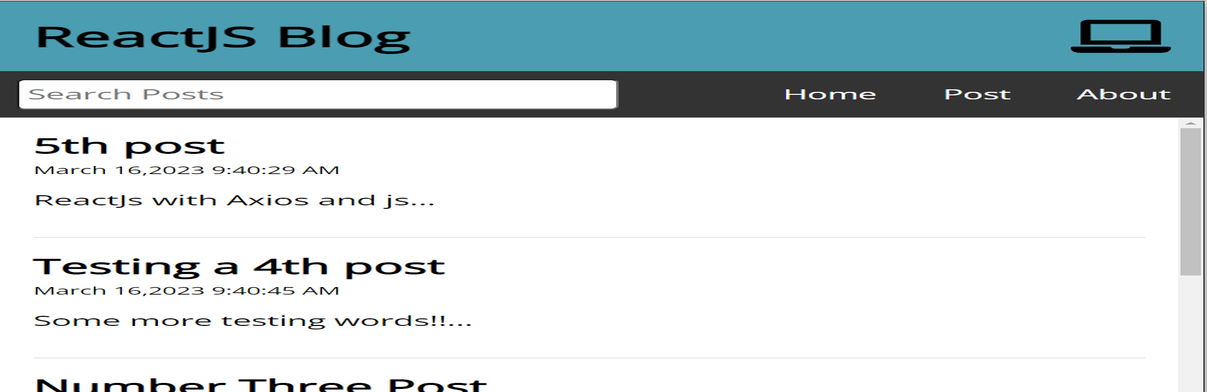 ReactJS Blog
Search Posts
Home Post About
5th post
March 16,2023 9:40:29 AM
ReactJs with Axios and js...
Testing a 4th post
March 16,2023 9:40:45 AM
Some more testing words!!...
Number Three Post